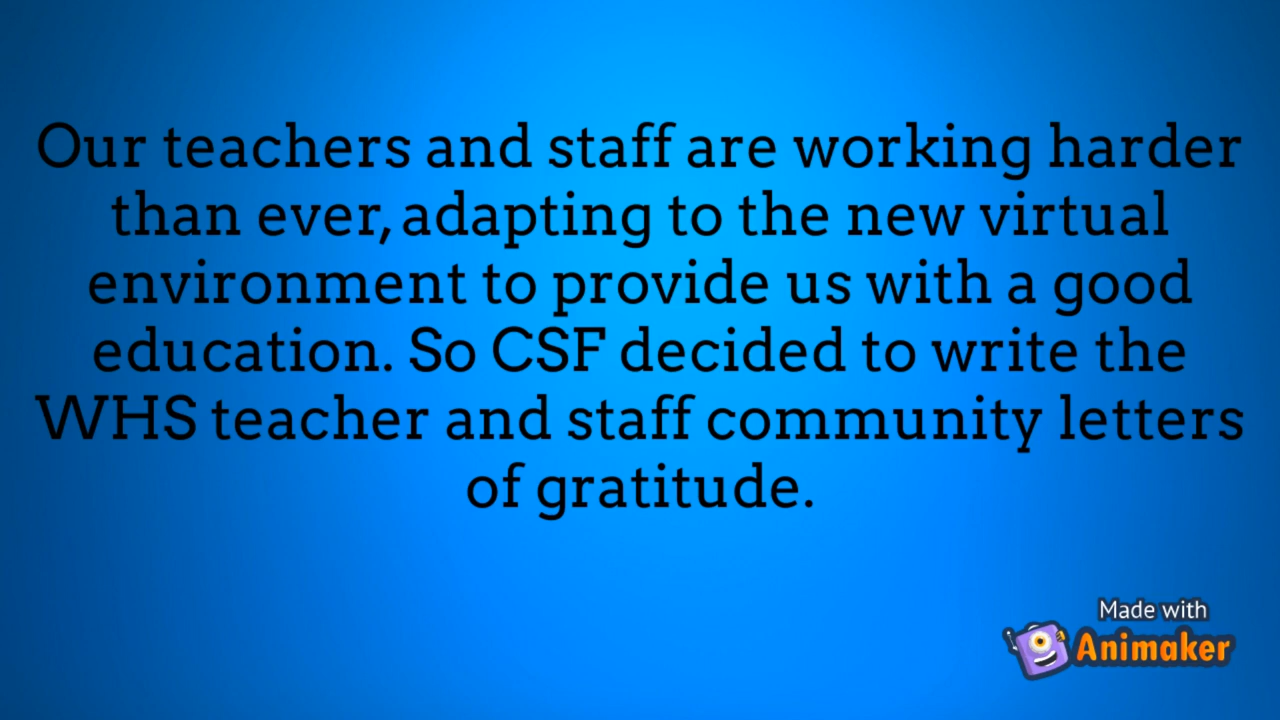 Our teachers and staff are working harder
than ever, adapting to the new virtual
environment to provide us with a good
education. So CSF decided to write the
WHS teacher and staff community letters
of gratitude.
Made with
Animaker